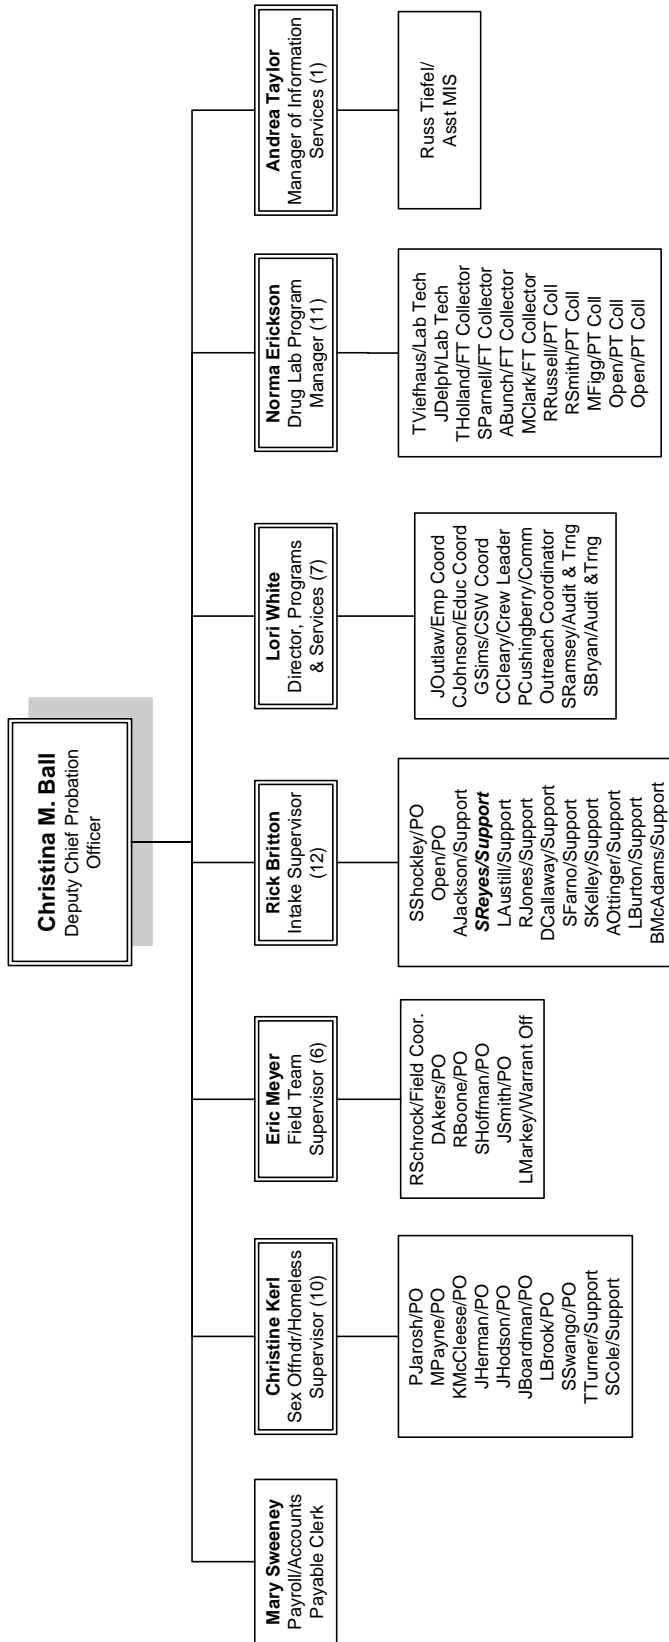 Christina M. Ball
Deputy Chief Probation
Officer
Mary Sweeney
Payroll/Accounts
Payable Clerk
Christine Kerl
Sex Offndr/Homeless
Supervisor (10)
PJarosh/PO
MPayne/PO
KMcCleese/PO
JHerman/PO
JHodson/PO
JBoardman/PO
LBrook/PO
SSwango/PO
TTurner/Support
SCole/Support
Eric Meyer
Field Team
Supervisor (6)
RSchrock/Field Coor.
DAkers/PO
RBoone/PO
SHoffman/PO
JSmith/PO
LMarkey/Warrant Off
Rick Britton
Intake Supervisor
(12)
SShockley/PO
Open/PO
AJackson/Support
SReyes/Support
LAustill/Support
RJones/Support
DCallaway/Support
SFarno/Support
SKelley/Support
AOttinger/Support
LBurton/Support
BMcAdams/Support
Lori White
Director, Programs
& Services (7)
JOutlaw/Emp Coord
CJohnson/Educ Coord
GSims/CSW Coord
CCleary/Crew Leader
PCushingberry/Comm
Outreach Coordinator
SRamsey/Audit & Trng
SBryan/Audit &Trng
Norma Erickson
Drug Lab Program
Manager (11)
TViefhaus/Lab Tech
JDelph/Lab Tech
THolland/FT Collector
SParnell/FT Collector
ABunch/FT Collector
MClark/FT Collector
RRussell/PT Coll
RSmith/PT Coll
MFigg/PT Coll
Open/PT Coll
Open/PT Coll
Andrea Taylor
Manager of Information
Services (1)
Russ Tiefel/
Asst MIS